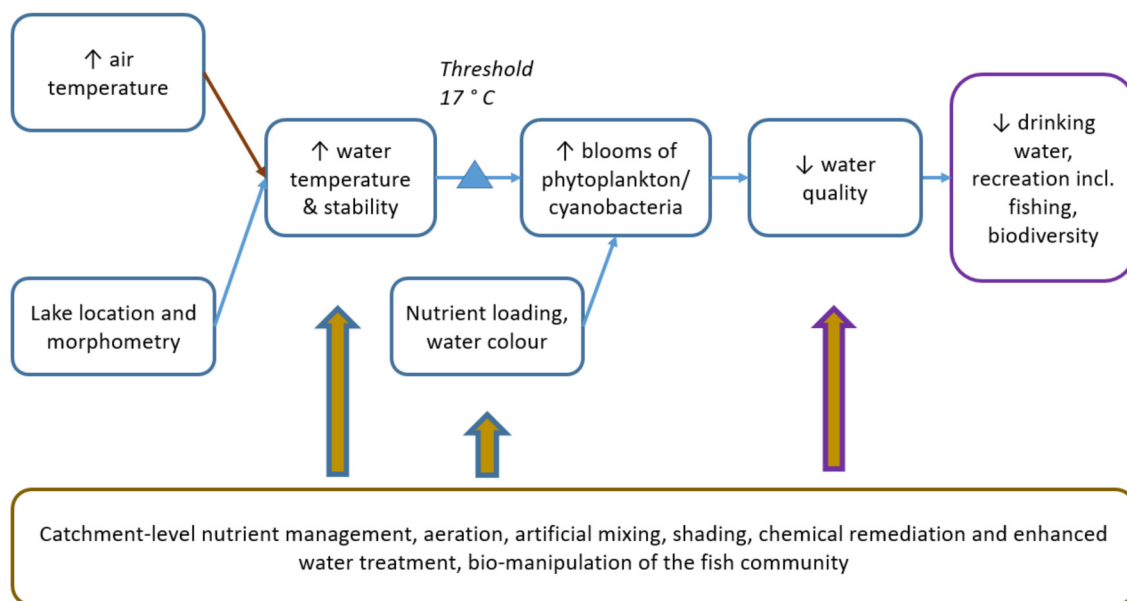 ↑ air
temperature
Threshold
17 ° C
↑ water
temperature
& stability
↑ blooms of
phytoplankton/
cyanobacteria
↓ water
quality
↓ drinking
water,
recreation incl.
fishing,
biodiversity
Lake location and
morphometry
Nutrient loading,
water colour
Catchment-level nutrient management, aeration, artificial mixing, shading, chemical remediation and enhanced
water treatment, bio-manipulation of the fish community